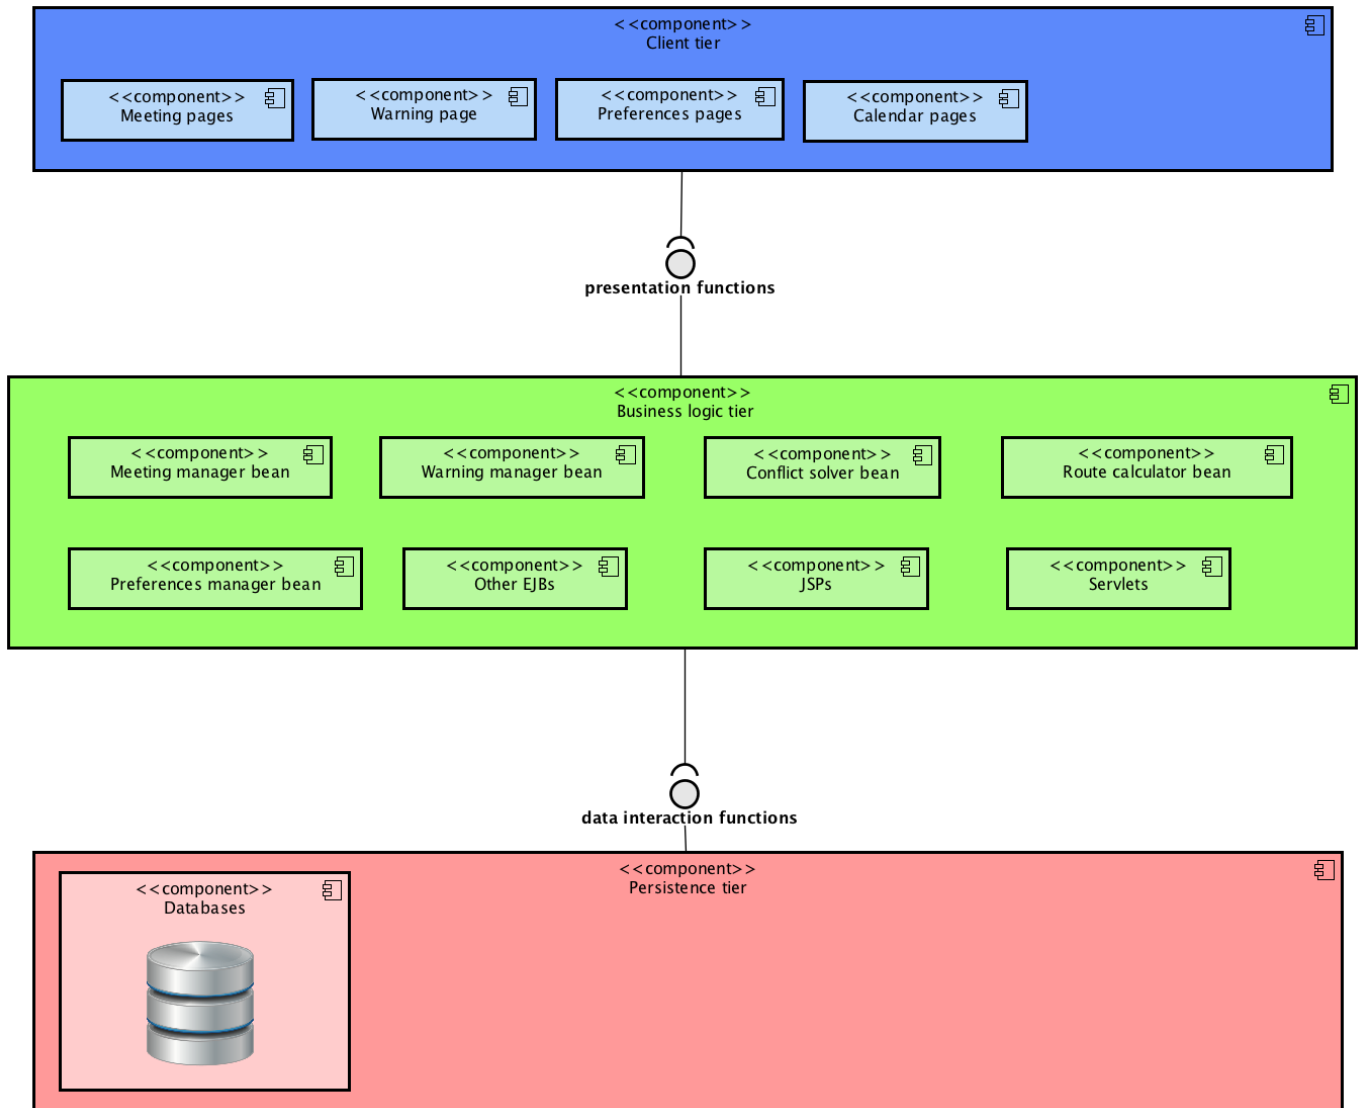 <<component>>
Client tier
<<component>>
Meeting pages
<<component>>
Warning page
<<component>>
Preferences pages
<<component>>
Calendar pages
presentation functions
<<component>>
Business logic tier
<<component>>
Meeting manager bean
<<component>>
Warning manager bean
<<component>>
Conflict solver bean
<<component>>
Route calculator bean
<<component>>
Preferences manager bean
<<component>>
Other EJBs
<<component>>
JSPs
<<component>>
Servlets
data interaction functions
<<component>>
Persistence tier
<<component>>
Databases